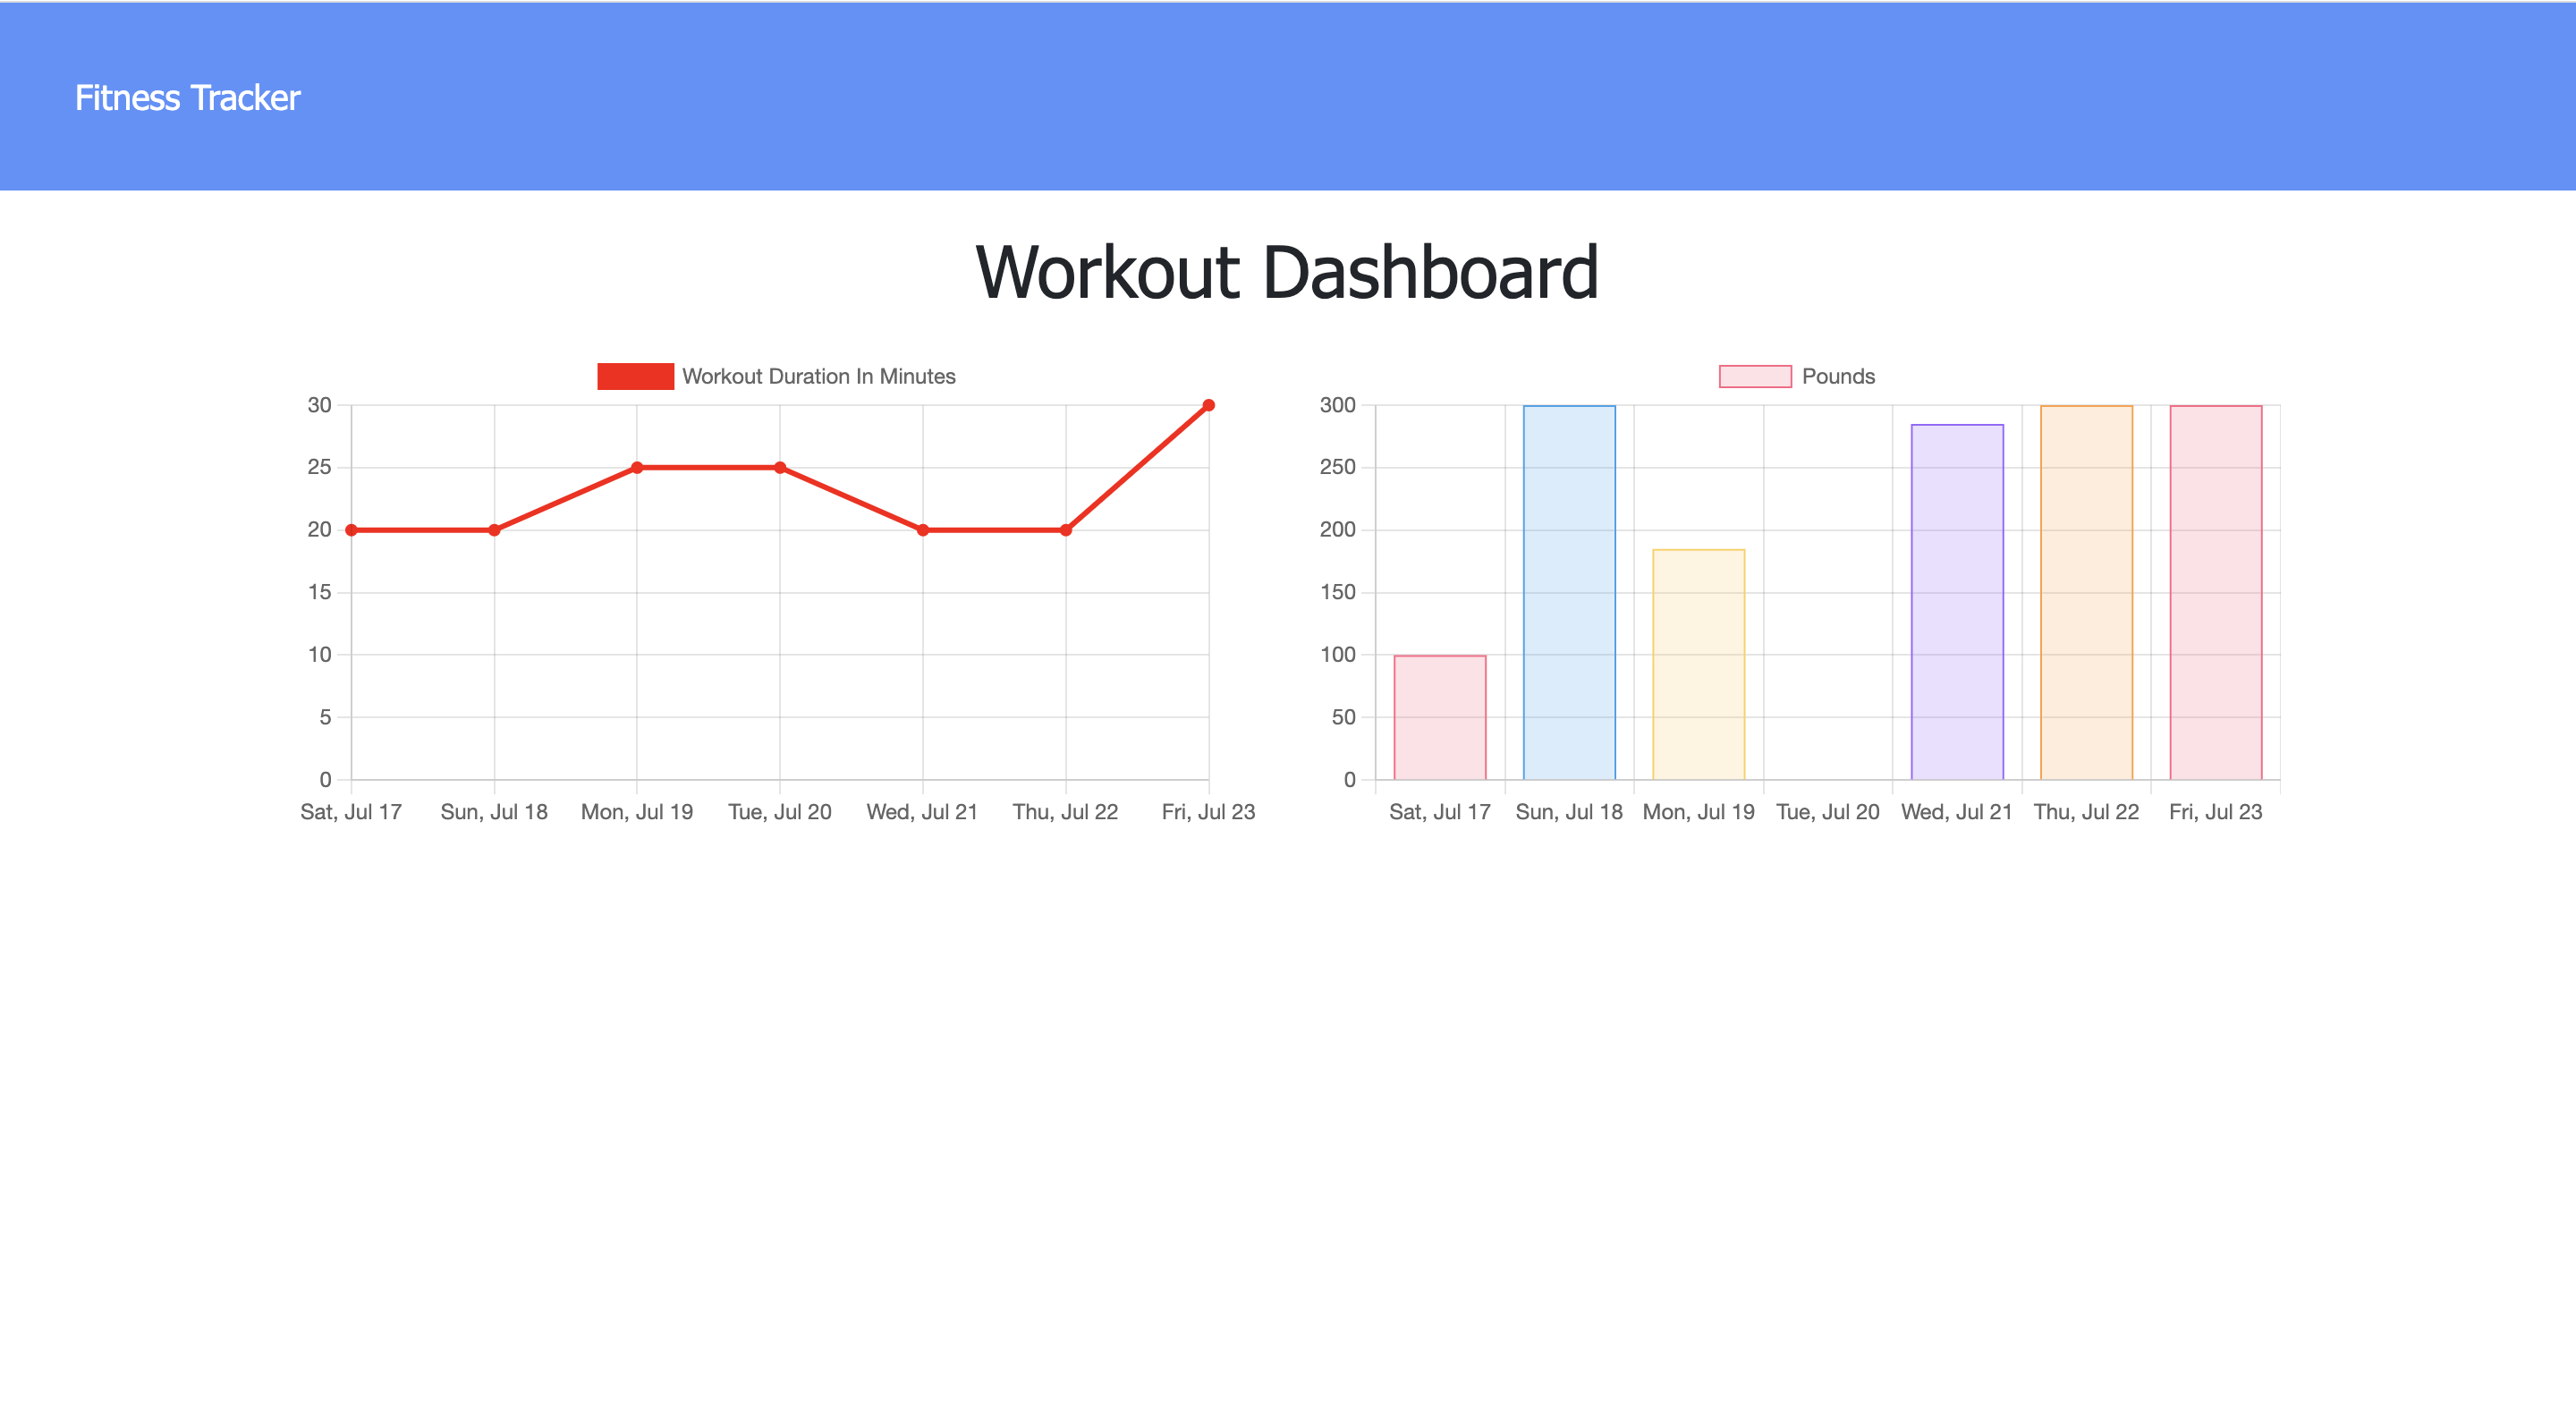 Fitness Tracker
Workout Dashboard
Workout Duration In Minutes
30
25
20
15
10
5
0
Sat, Jul 17 Sun, Jul 18 Mon, Jul 19 Tue, Jul 20 Wed, Jul 21 Thu, Jul 22 Fri, Jul 23
Pounds
300
250
200
150
100
50
0
Sat, Jul 17 Sun, Jul 18 Mon, Jul 19 Tue, Jul 20 Wed, Jul 21 Thu, Jul 22 Fri, Jul 23